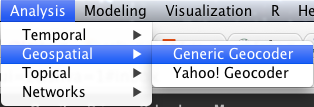 Analysis Modeling Visualization R He
Temporal
Geospatial Generic Geocoder
Topical Yahoo! Geocoder
Networks